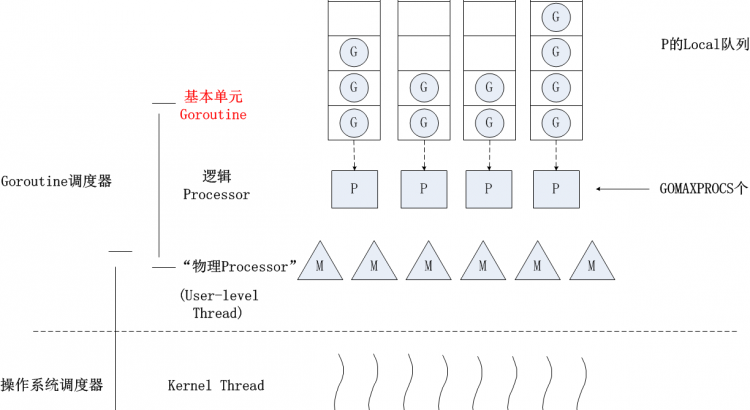 G
G
P的Local队列
G
基本单元
G
G
G
G
Goroutine
G
G
G
G
Goroutine调度器
逻辑
Processor
P
P
P
P
GOMAXPROCS个
“物理Processor”
M
M
M
M
M
M
(User-level
Thread)
操作系统调度器
Kernel Thread